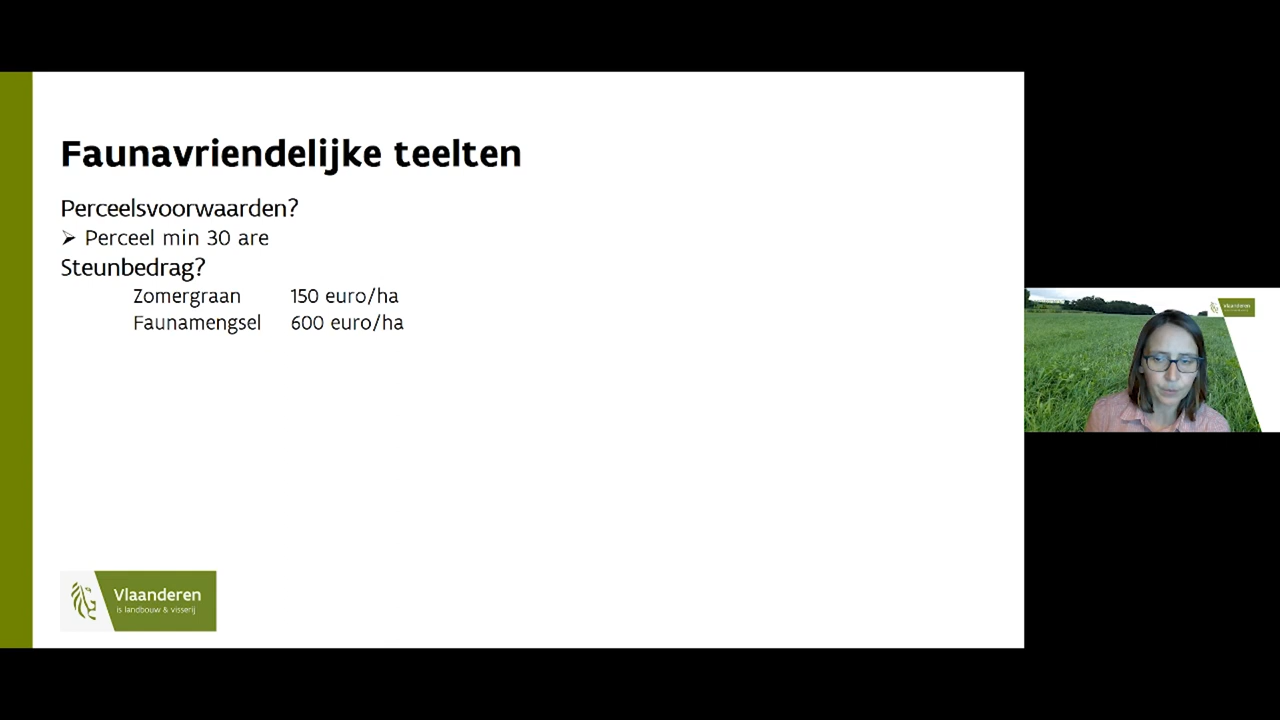 Faunavriendelijke teelten
Perceelsvoorwaarden?
➢ Perceel min 30 are
Steunbedrag?
Zomergraan 150 euro/ha
Faunamengsel 600 euro/ha
Vlaanderen
is landbouw & visserij
Vlaanderen